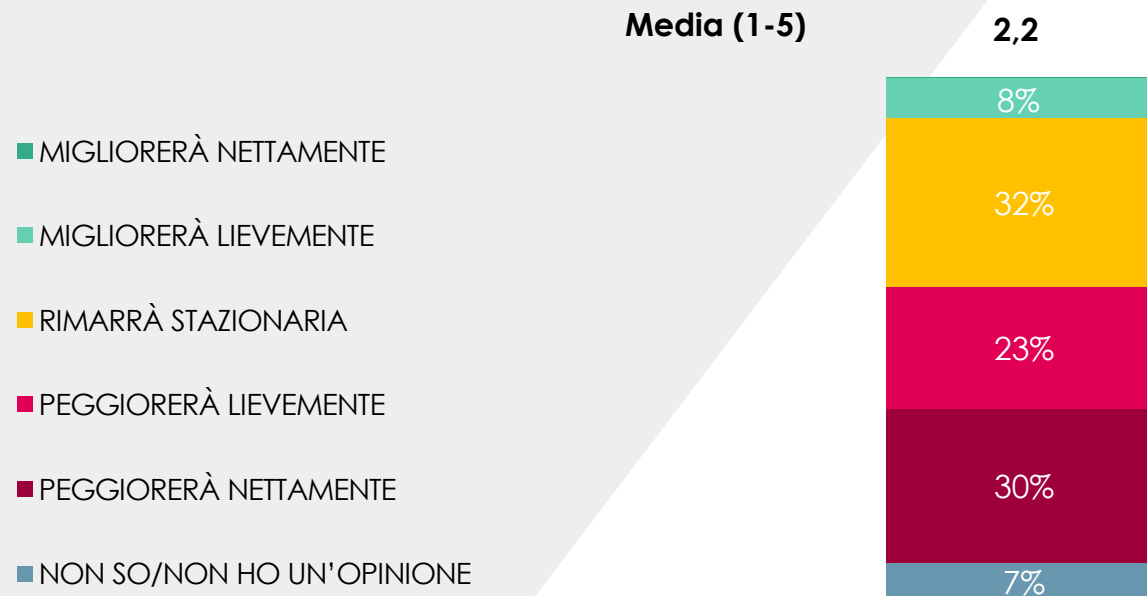 Media (1-5)
2,2
MIGLIORERÀ NETTAMENTE
MIGLIORERÀ LIEVEMENTE
RIMARRÀ STAZIONARIA
PEGGIORERÀ LIEVEMENTE
PEGGIORERÀ NETTAMENTE
NON SO/NON HO UN’OPINIONE
8%
32%
23%
30%
7%